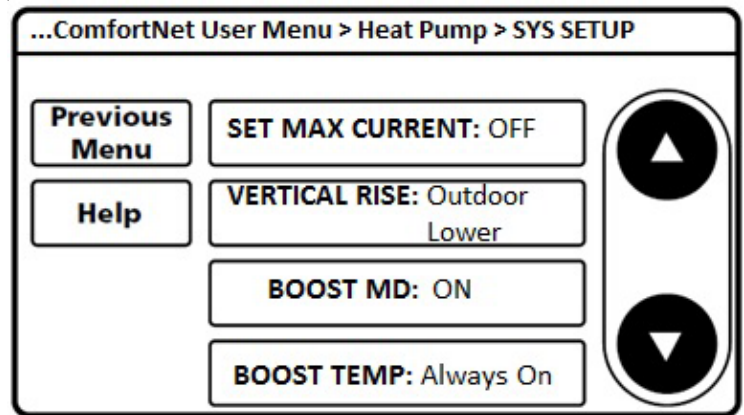 ...ComfortNet User Menu > Heat Pump > SYS SETUP
Previous
Menu
SET MAX CURRENT: OFF
Help
VERTICAL RISE: Outdoor
Lower
BOOST MD: ON
BOOST TEMP: Always On